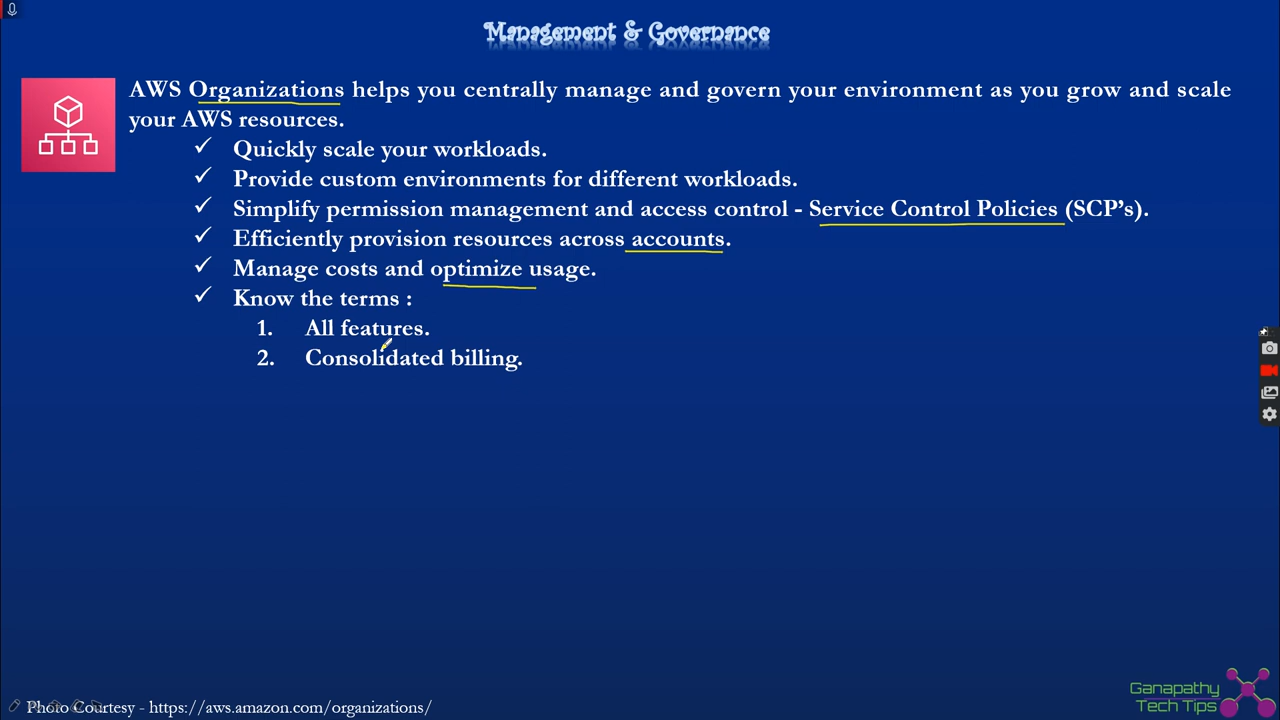 Management & Governance
AWS Organizations helps you centrally manage and govern your environment as you grow and scale
your AWS resources.
✓ Quickly scale your workloads.
✓ Provide custom environments for different workloads.
✓ Simplify permission management and access control - Service Control Policies (SCP's).
✓ Efficiently provision resources across accounts.
✓ Manage costs and optimize usage.
✓ Know the terms :
1. All features.
2. Consolidated billing.
Photo Courtesy - https://aws.amazon.com/organizations/
Ganapathy
Tech Tips